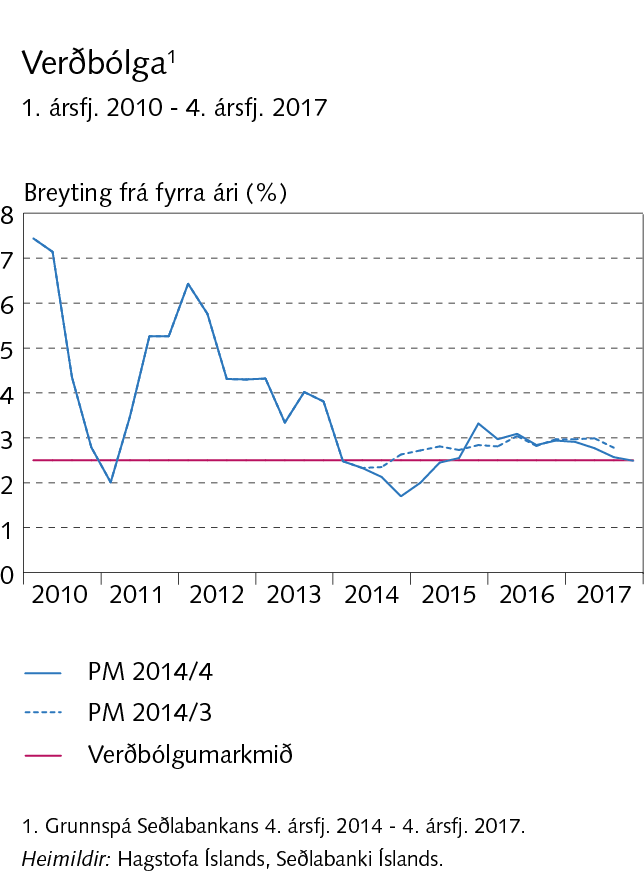 Verðbólga¹
1. ársfj. 2010 - 4. ársfj. 2017
Breyting frá fyrra ári (%)
8
7
6
5
4
3
2
1
0
2010 2011 2012 2013 2014 2015 2016 2017
PM 2014/4
PM 2014/3
Verðbólgumarkmið
1. Grunnspá Seðlabankans 4. ársfj. 2014 - 4. ársfj. 2017.
Heimildir: Hagstofa Íslands, Seðlabanki Íslands.